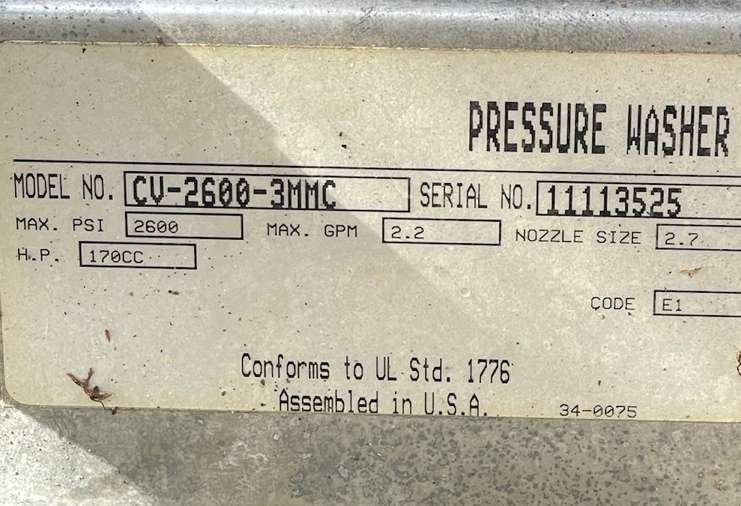 PRESSURE WASHER
MODEL NO. CV-2600-3MMC SERIAL NO. 11113525
MAX. PSI 2600 MAX. GPM 2.2 NOZZLE SIZE 2.7
H.P. 170CC
CODE E1
Conforms to UL Std. 1776
Assembled in U.S.A. 34-0075